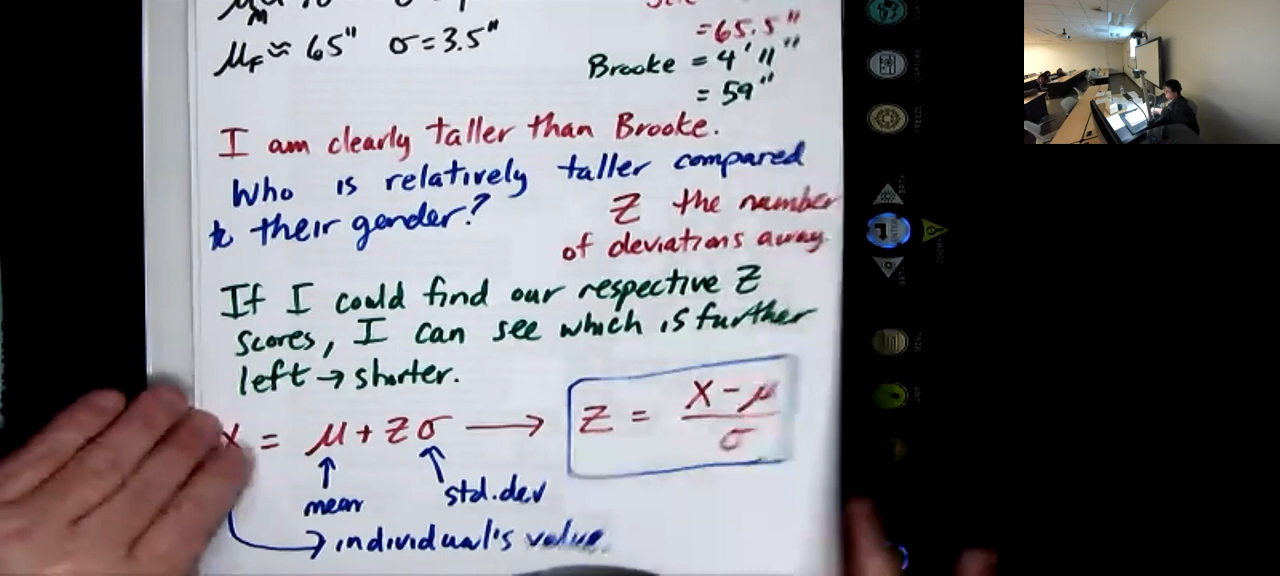 μF ≈ 65" σ = 3.5"
= 65.5"
Brooke = 4' 11"
= 59"
I am clearly taller than Brooke.
Who is relatively taller compared
to their gender?
Z the number
of deviations away.
If I could find our respective Z
scores, I can see which is further
left → shorter.
X = μ + Zσ → Z = (X - μ) / σ
mean
std.dev
individual's value.